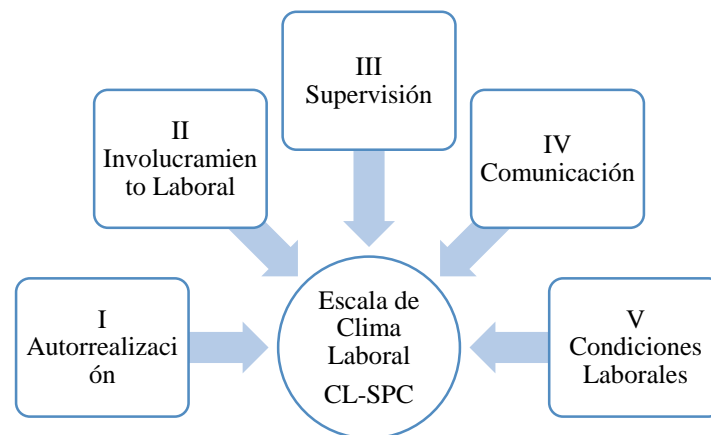 I
Autorrealizaci
ón
II
Involucramien
to Laboral
III
Supervisión
IV
Comunicación
V
Condiciones
Laborales
Escala de
Clima
Laboral
CL-SPC